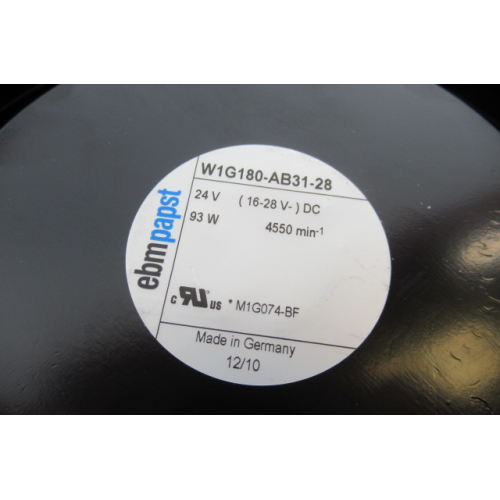 ebmpapst
W1G180-AB31-28
24 V ( 16-28 V- ) DC
93 W 4550 min-1
c RU us * M1G074-BF
Made in Germany
12/10